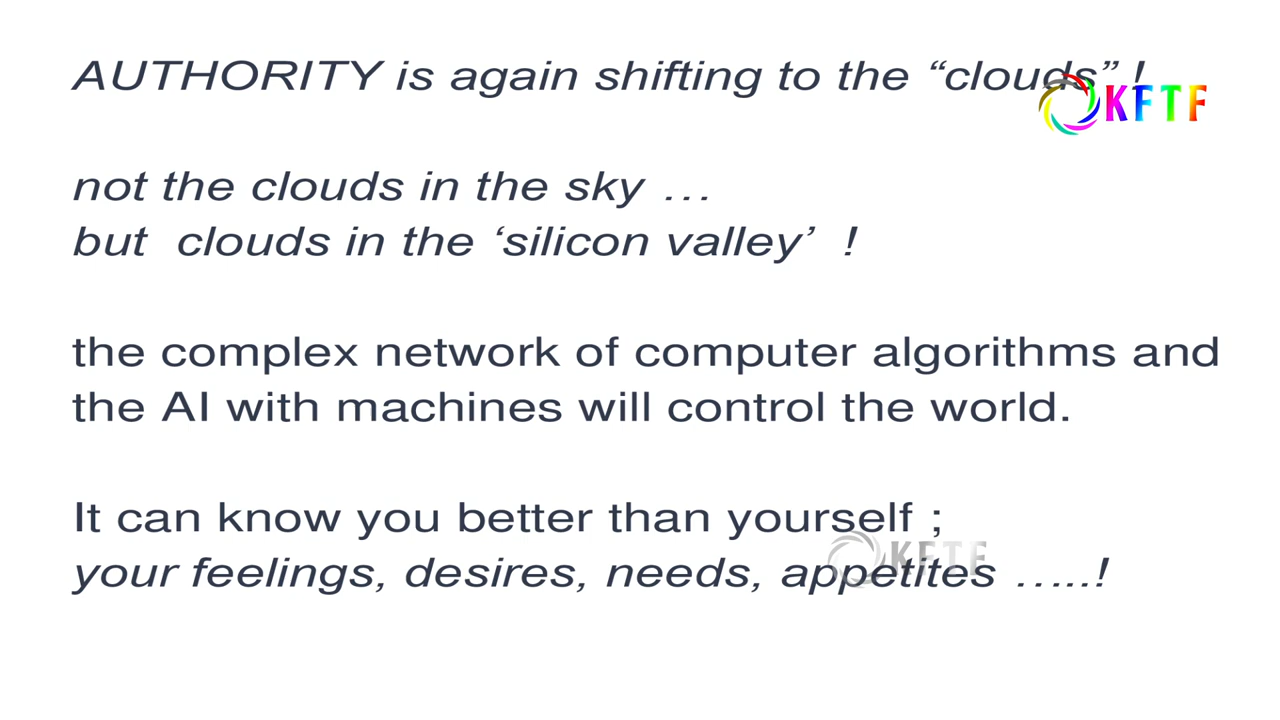 AUTHORITY is again shifting to the “clouds” !
KFTF
not the clouds in the sky …
but clouds in the ‘silicon valley’ !
the complex network of computer algorithms and
the AI with machines will control the world.
It can know you better than yourself ;
KFTF
your feelings, desires, needs, appetites …..!